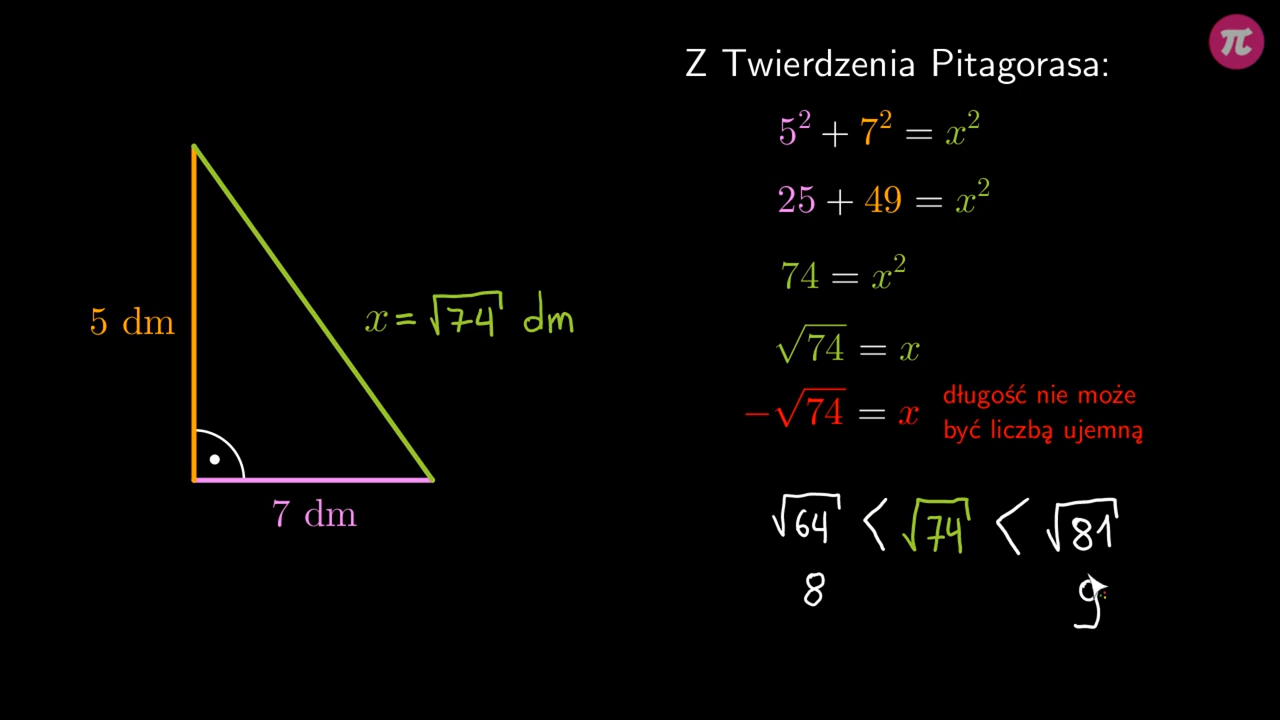 π
Z Twierdzenia Pitagorasa:
5² + 7² = x²
25 + 49 = x²
74 = x²
√74 = x
−√74 = x
długość nie może
być liczbą ujemną
5 dm
x = √74 dm
7 dm
√64 < √74 < √81
8 9